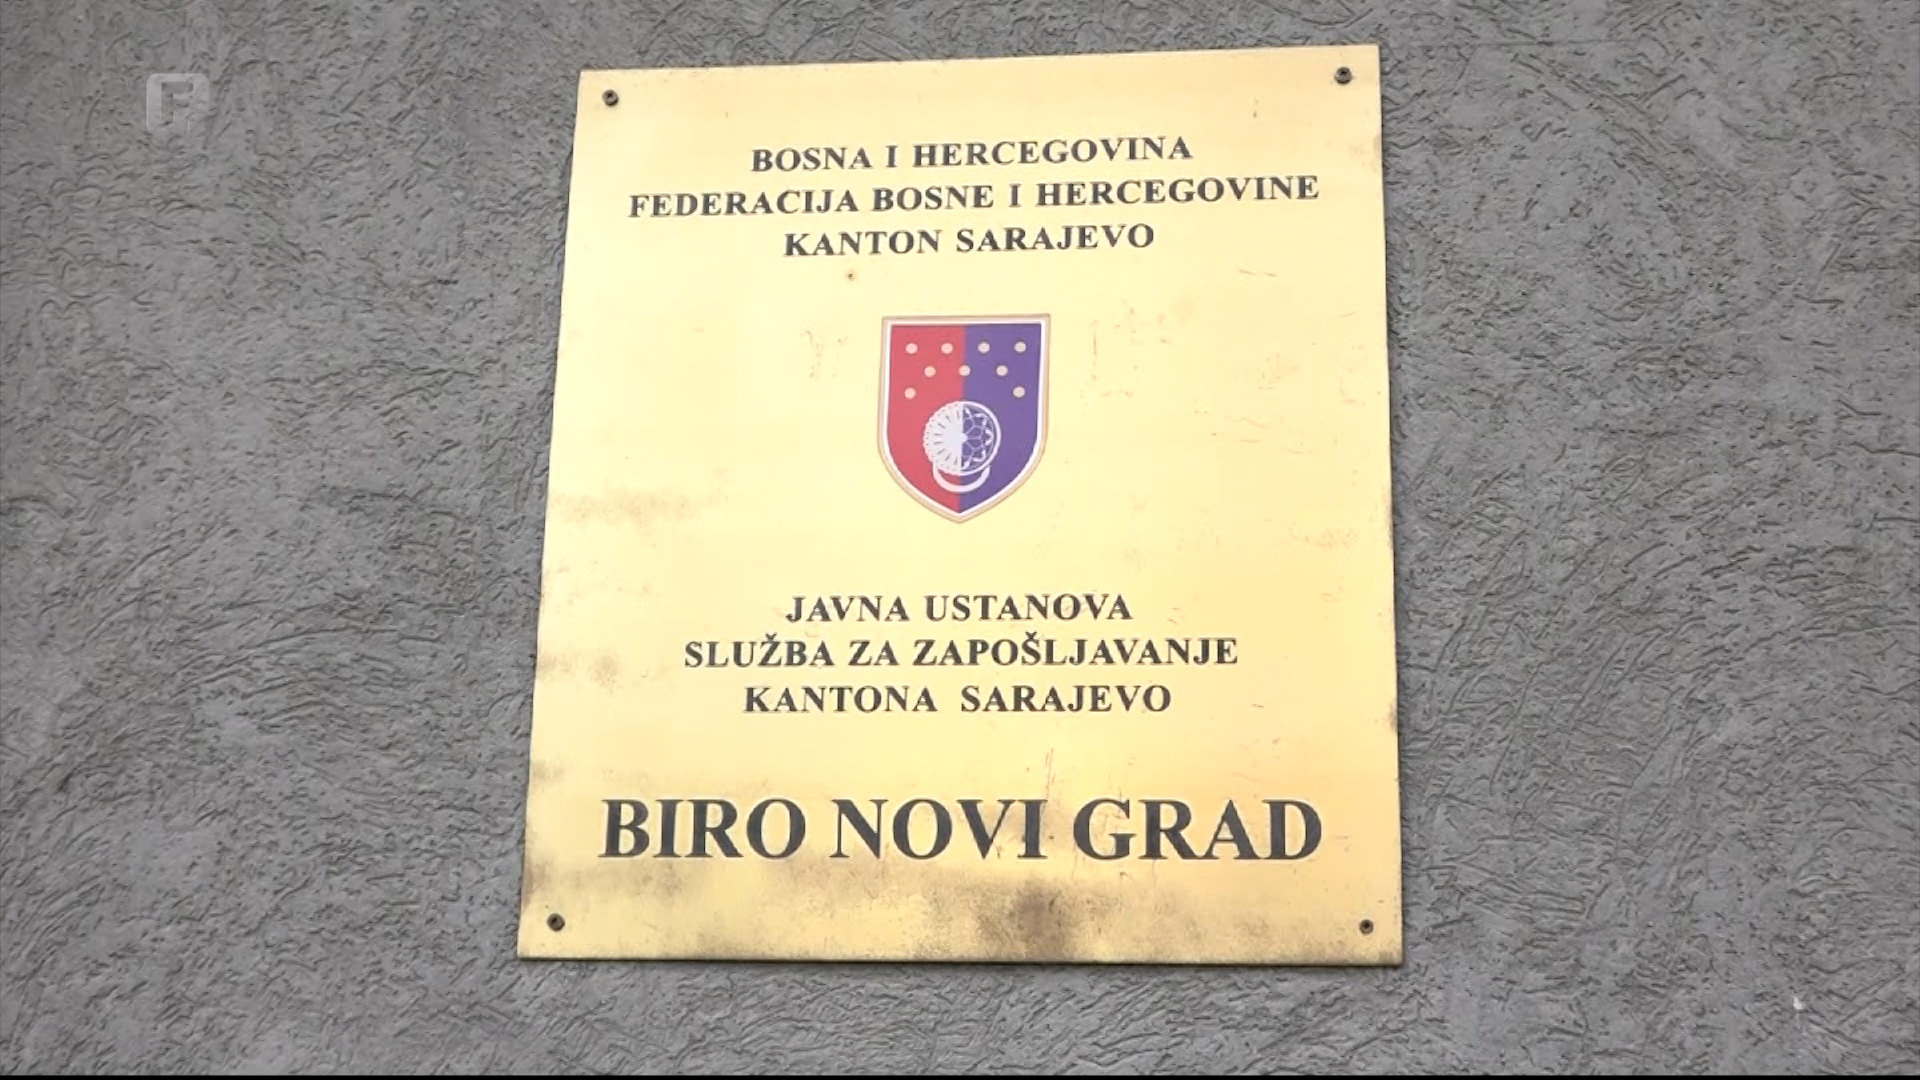 BOSNA I HERCEGOVINA
FEDERACIJA BOSNE I HERCEGOVINE
KANTON SARAJEVO
JAVNA USTANOVA
SLUŽBA ZA ZAPOŠLJAVANJE
KANTONA SARAJEVO
BIRO NOVI GRAD